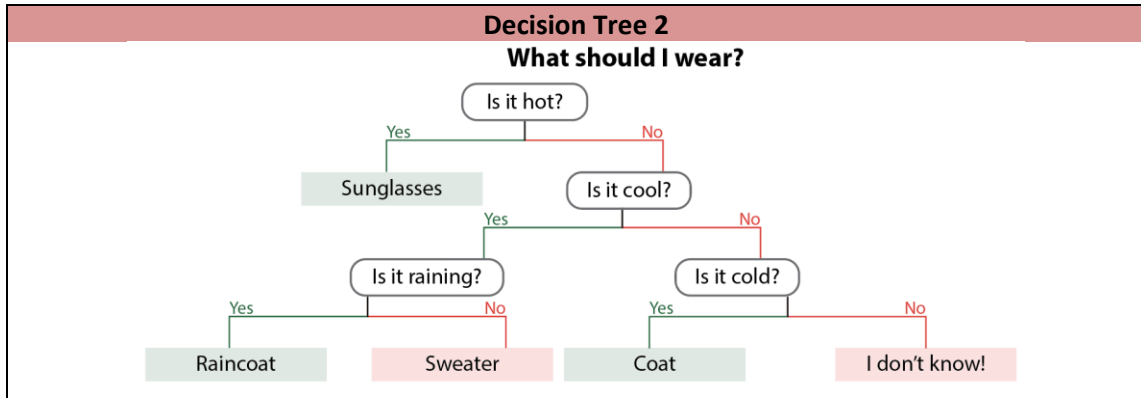 Decision Tree 2
What should I wear?
Is it hot?
Yes
No
Sunglasses
Is it cool?
Yes
No
Is it raining?
Is it cold?
Yes
No
Yes
No
Raincoat
Sweater
Coat
I don't know!